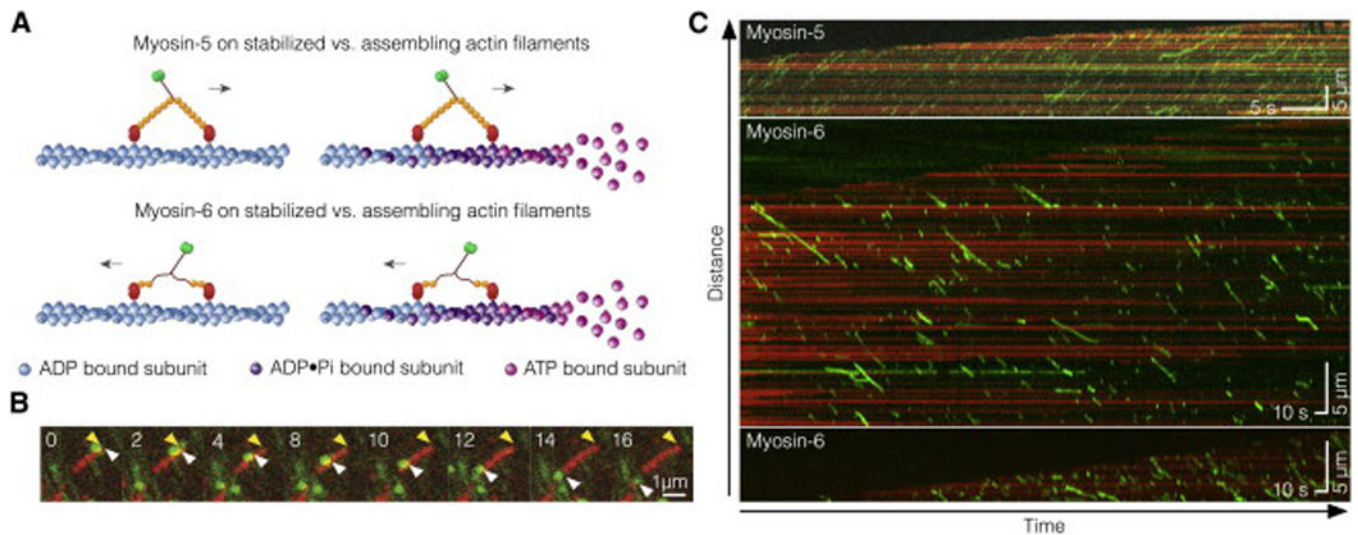 A
Myosin-5 on stabilized vs. assembling actin filaments
Myosin-6 on stabilized vs. assembling actin filaments
ADP bound subunit
ADP•Pi bound subunit
ATP bound subunit
B
0 2 4 8 10 12 14 16
1µm
C
Myosin-5
5 s
5 µm
Myosin-6
10 s
5 µm
Myosin-6
10 s
5 µm
Distance
Time